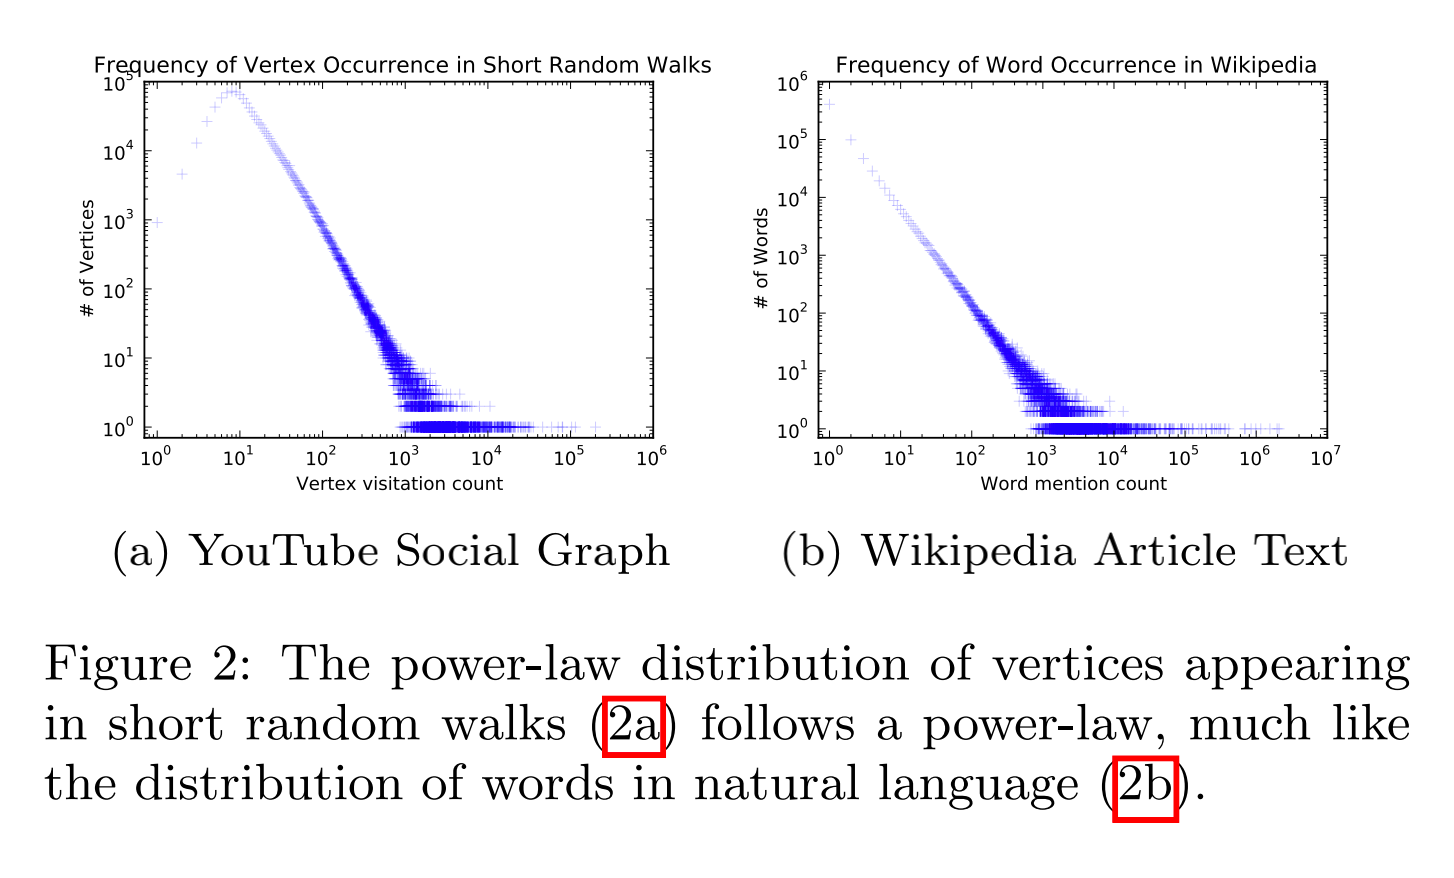 Frequency of Vertex Occurrence in Short Random Walks
10^5
10^4
10^3
10^2
10^1
10^0
# of Vertices
10^0 10^1 10^2 10^3 10^4 10^5 10^6
Vertex visitation count
(a) YouTube Social Graph
Frequency of Word Occurrence in Wikipedia
10^6
10^5
10^4
10^3
10^2
10^1
10^0
# of Words
10^0 10^1 10^2 10^3 10^4 10^5 10^6 10^7
Word mention count
(b) Wikipedia Article Text
Figure 2: The power-law distribution of vertices appearing
in short random walks (2a) follows a power-law, much like
the distribution of words in natural language (2b).